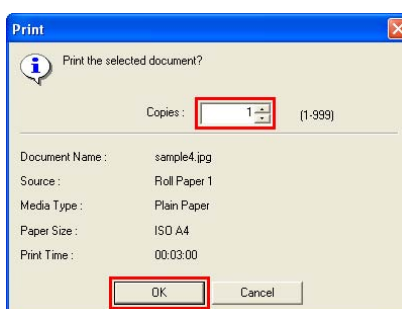 Print
Print the selected document?
Copies : 1 (1-999)
Document Name : sample4.jpg
Source : Roll Paper 1
Media Type : Plain Paper
Paper Size : ISO A4
Print Time : 00:03:00
OK Cancel